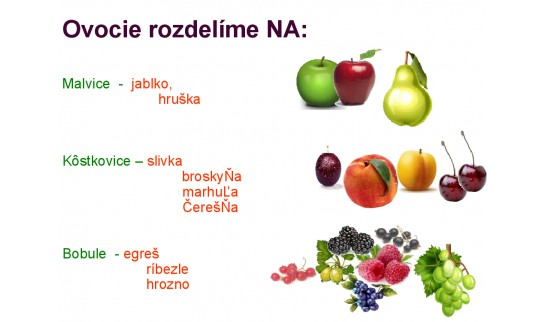 Ovocie rozdelíme NA:
Malvice - jablko,
hruška
Kôstkovice – slivka
broskyŇa
marhuĽa
ČerešŇa
Bobule - egreš
ríbezle
hrozno